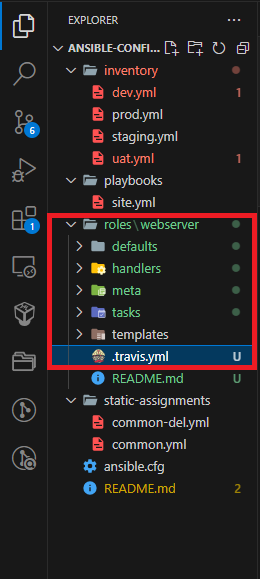 EXPLORER
ANSIBLE-CONFI...
inventory
dev.yml 1
prod.yml
staging.yml
uat.yml 1
playbooks
site.yml
roles\webserver
defaults
handlers
meta
tasks
templates
.travis.yml U
README.md U
static-assignments
common-del.yml
common.yml
ansible.cfg
README.md 2
6
1